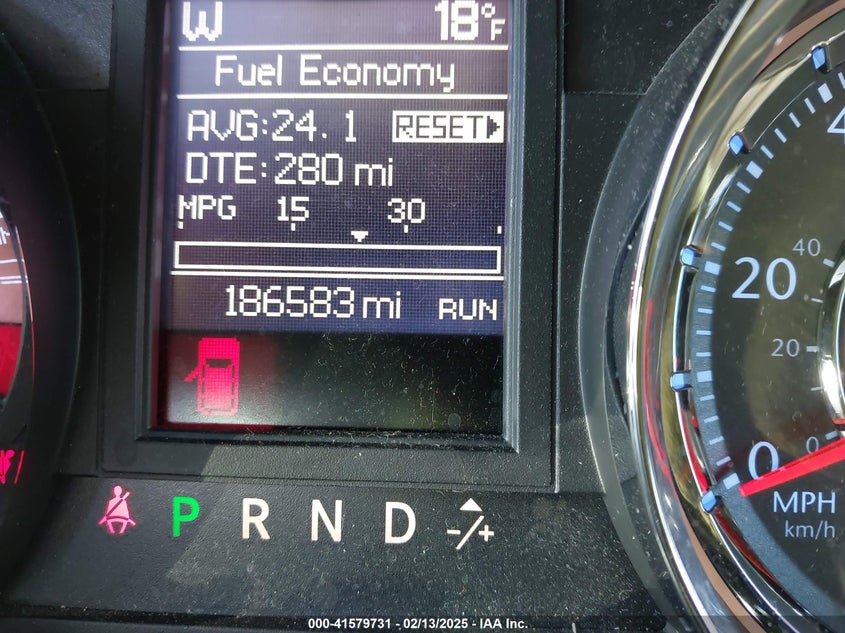 W 18°F
Fuel Economy
AVG:24.1 RESET
DTE:280 mi
MPG 15 30
186583 mi RUN
P R N D -/+
20
40
20
0
0
MPH
km/h
000-41579731 - 02/13/2025 - IAA Inc.